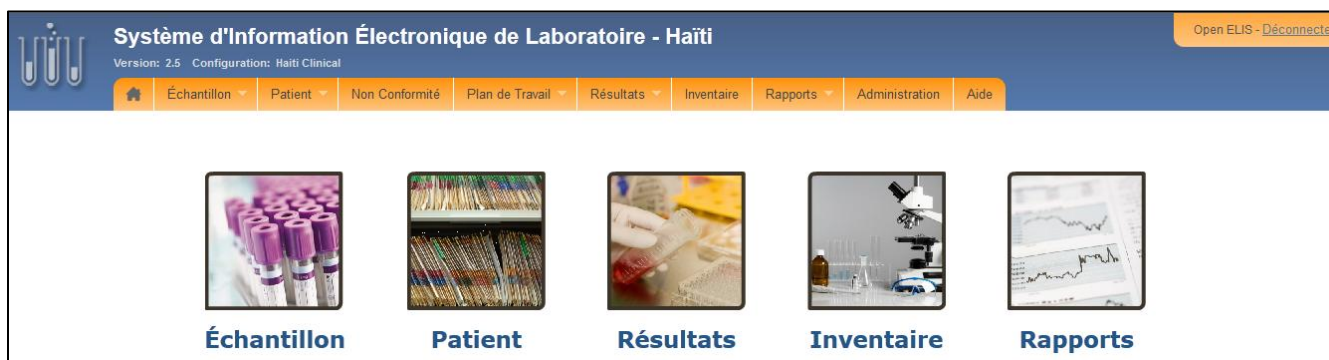 Système d'Information Électronique de Laboratoire - Haïti
Open ELIS - Déconnecte
Version: 2.5 Configuration: Haiti Clinical
Échantillon Patient Non Conformité Plan de Travail Résultats Inventaire Rapports Administration Aide
Échantillon Patient Résultats Inventaire Rapports